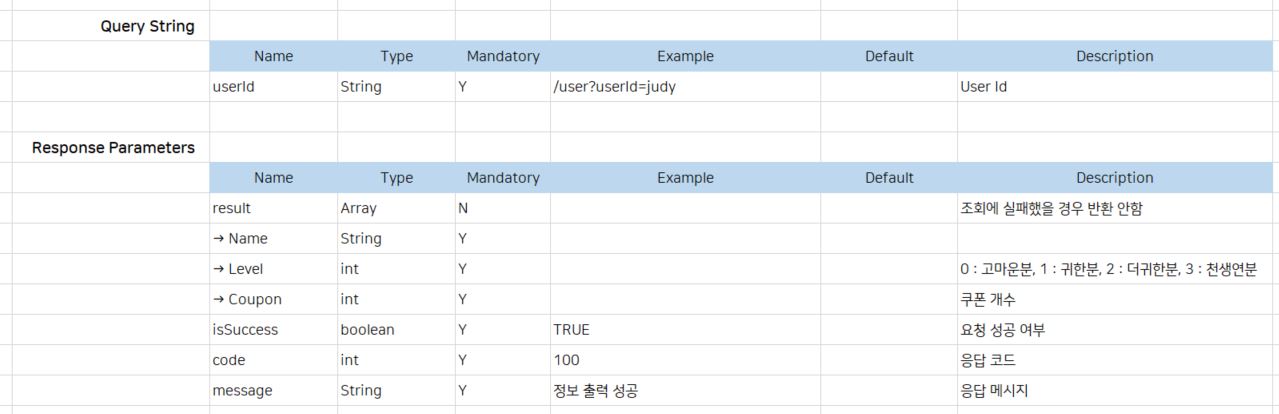 Query String
Name Type Mandatory Example Default Description
userId String Y /user?userId=judy User Id
Response Parameters
Name Type Mandatory Example Default Description
result Array N 조회에 실패했을 경우 반환 안함
→ Name String Y
→ Level int Y 0 : 고마운분, 1 : 귀한분, 2 : 더귀한분, 3 : 천생연분
→ Coupon int Y 쿠폰 개수
isSuccess boolean Y TRUE 요청 성공 여부
code int Y 100 응답 코드
message String Y 정보 출력 성공 응답 메시지